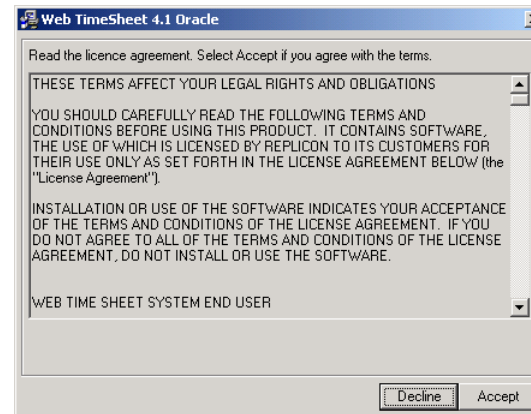 Web TimeSheet 4.1 Oracle
Read the licence agreement. Select Accept if you agree with the terms.
THESE TERMS AFFECT YOUR LEGAL RIGHTS AND OBLIGATIONS
YOU SHOULD CAREFULLY READ THE FOLLOWING TERMS AND
CONDITIONS BEFORE USING THIS PRODUCT.  IT CONTAINS SOFTWARE,
THE USE OF WHICH IS LICENSED BY REPLICON TO ITS CUSTOMERS FOR
THEIR USE ONLY AS SET FORTH IN THE LICENSE AGREEMENT BELOW (the
"License Agreement").
INSTALLATION OR USE OF THE SOFTWARE INDICATES YOUR ACCEPTANCE
OF THE TERMS AND CONDITIONS OF THE LICENSE AGREEMENT.  IF YOU
DO NOT AGREE TO ALL OF THE TERMS AND CONDITIONS OF THE LICENSE
AGREEMENT, DO NOT INSTALL OR USE THE SOFTWARE.
WEB TIME SHEET SYSTEM END USER
Decline Accept